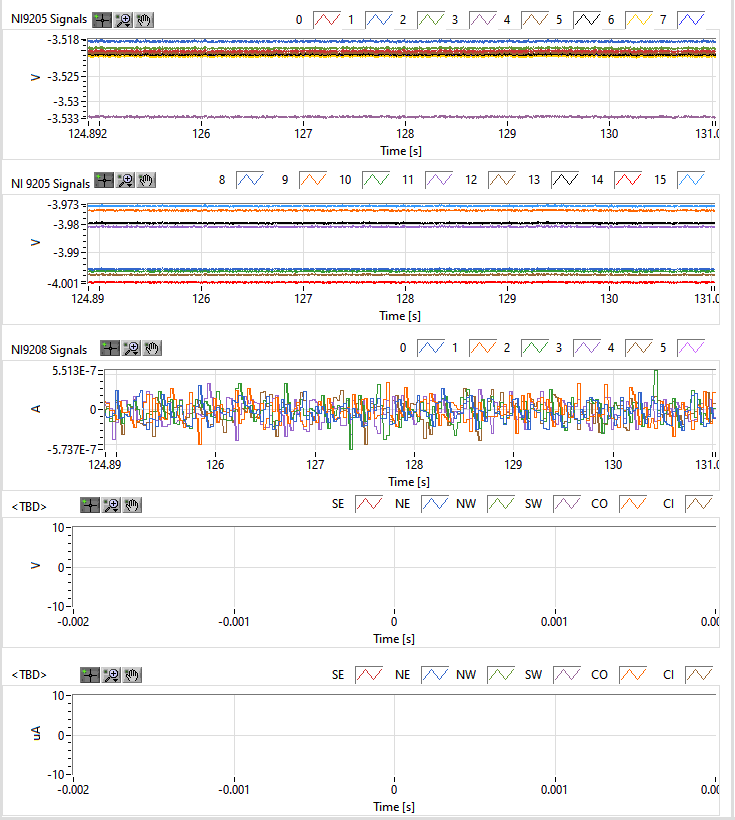 NI9205 Signals 0 1 2 3 4 5 6 7
-3.518
V
-3.525
-3.53
-3.533
124.892 126 127 128 129 130 131.0
Time [s]
NI 9205 Signals 8 9 10 11 12 13 14 15
-3.973
-3.98
V
-3.99
-4.001
124.89 126 127 128 129 130 131.0
Time [s]
NI9208 Signals 0 1 2 3 4 5
5.513E-7
A
0
-5.737E-7
124.89 126 127 128 129 130 131.0
Time [s]
<TBD> SE NE NW SW CO CI
10
V
0
-10
-0.002 -0.001 0 0.001 0.00
Time [s]
<TBD> SE NE NW SW CO CI
10
uA
0
-10
-0.002 -0.001 0 0.001 0.00
Time [s]